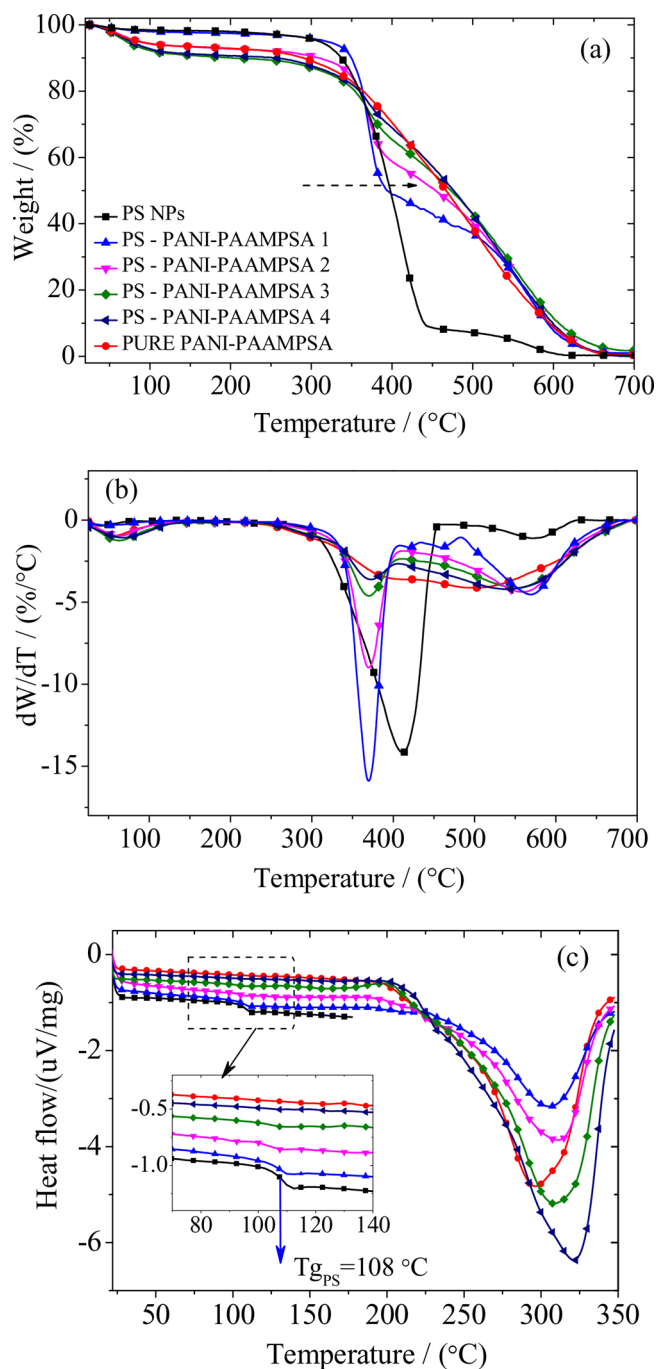 (a)
100
80
60
40
20
0
Weight / (%)
PS NPs
PS - PANI-PAAMPSA 1
PS - PANI-PAAMPSA 2
PS - PANI-PAAMPSA 3
PS - PANI-PAAMPSA 4
PURE PANI-PAAMPSA
100 200 300 400 500 600 700
Temperature / (°C)
(b)
0
-5
-10
-15
dW/dT / (%/°C)
100 200 300 400 500 600 700
Temperature / (°C)
(c)
0
-2
-4
-6
Heat flow/(uV/mg)
-0.5
-1.0
80 100 120 140
TgPS=108 °C
50 100 150 200 250 300 350
Temperature / (°C)